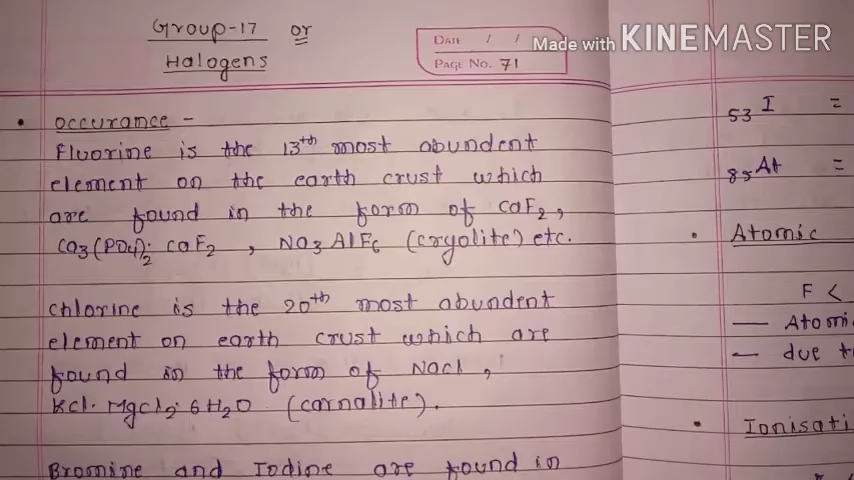 Group-17 or
Halogens
DATE / /
PAGE No. 71
Made with KINEMASTER
• occurance -
Fluorine is the 13th most abundent
element on the earth crust which
are found in the form of CaF2,
Ca3(PO4)2. CaF2, Na3AlF6 (cryolite) etc.
chlorine is the 20th most abundent
element on earth crust which are
found in the form of NaCl,
KCl. MgCl2. 6H2O (carnalite).
Bromine and Iodine are found in
53 I =
85 At =
• Atomic
F <
— Atomi
— due t
• Ionisati